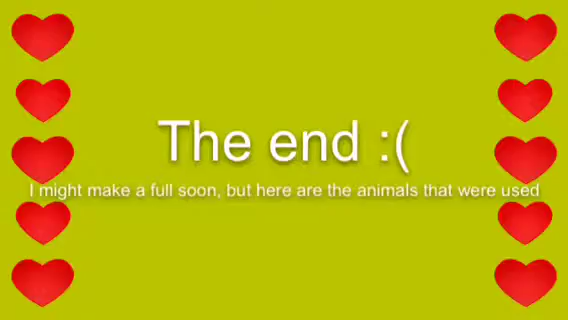 The end :(
I might make a full soon, but here are the animals that were used